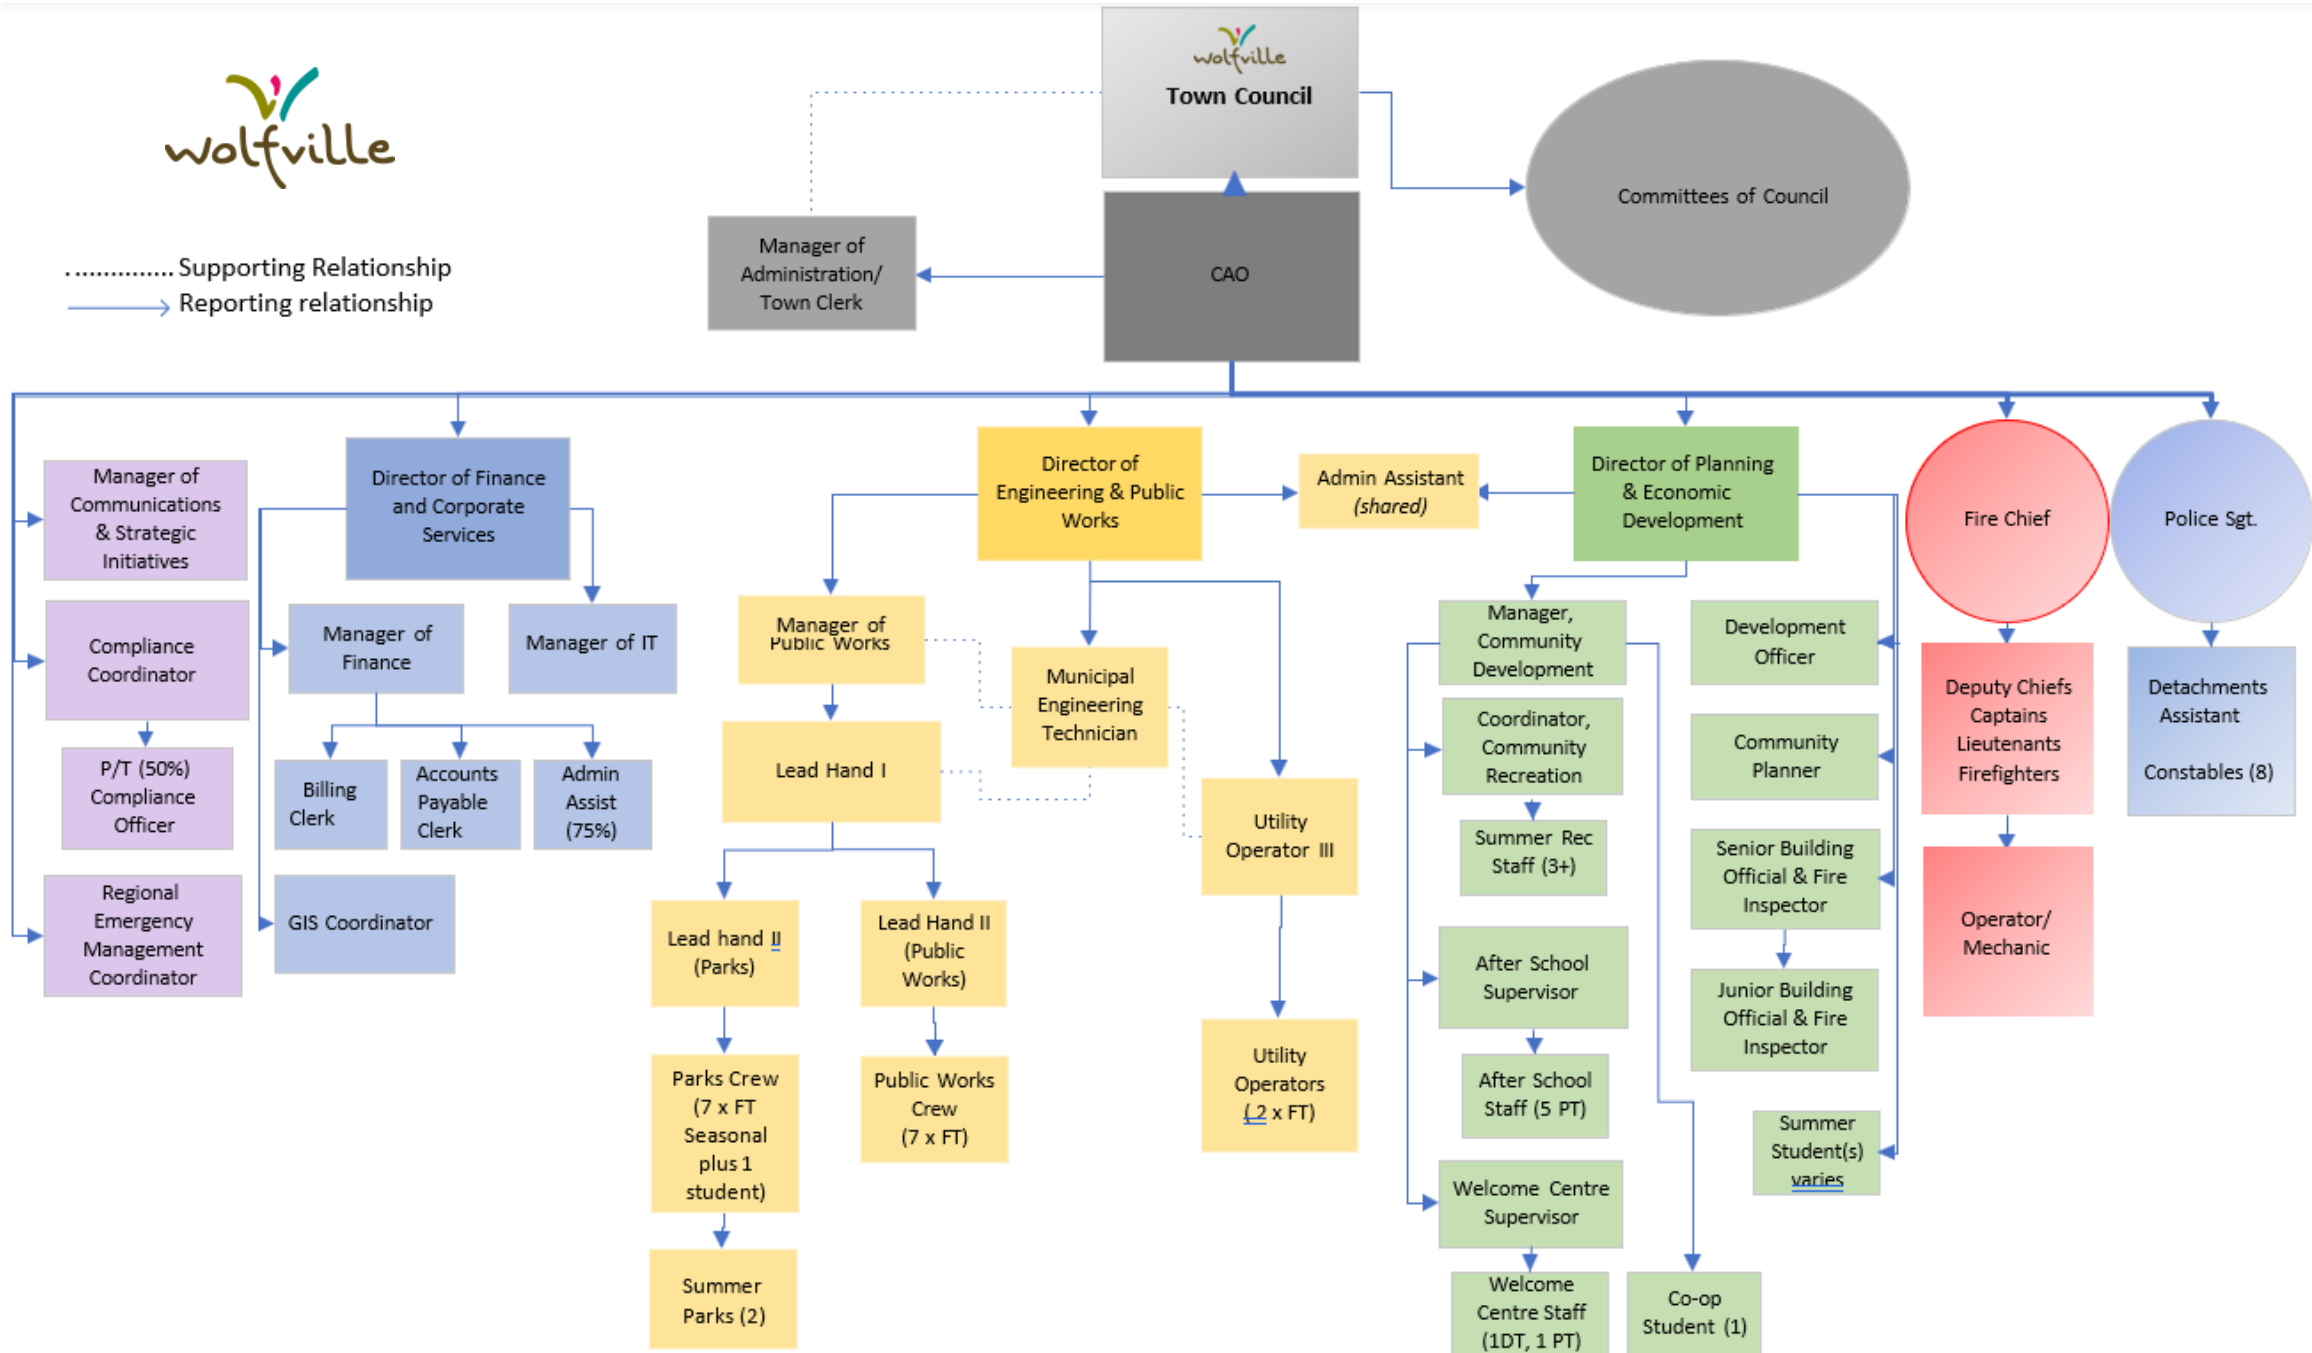 wolfville
Town Council
wolfville
Committees of Council
Manager of
Administration/
Town Clerk
CAO
. .............. Supporting Relationship
Reporting relationship
Manager of
Communications
& Strategic
Initiatives
Compliance
Coordinator
P/T (50%)
Compliance
Officer
Regional
Emergency
Management
Coordinator
Director of Finance
and Corporate
Services
Manager of
Finance
Manager of IT
Billing
Clerk
Accounts
Payable
Clerk
Admin
Assist
(75%)
GIS Coordinator
Director of
Engineering & Public
Works
Admin Assistant
(shared)
Manager of
Public Works
Municipal
Engineering
Technician
Lead Hand I
Utility
Operator III
Lead hand II
(Parks)
Lead Hand II
(Public
Works)
Parks Crew
(7 x FT
Seasonal
plus 1
student)
Public Works
Crew
(7 x FT)
Utility
Operators
( 2 x FT)
Summer
Parks (2)
Director of Planning
& Economic
Development
Manager,
Community
Development
Development
Officer
Coordinator,
Community
Recreation
Community
Planner
Summer Rec
Staff (3+)
Senior Building
Official & Fire
Inspector
After School
Supervisor
Junior Building
Official & Fire
Inspector
After School
Staff (5 PT)
Summer
Student(s)
varies
Welcome Centre
Supervisor
Welcome
Centre Staff
(1DT, 1 PT)
Co-op
Student (1)
Fire Chief
Deputy Chiefs
Captains
Lieutenants
Firefighters
Operator/
Mechanic
Police Sgt.
Detachments
Assistant
Constables (8)